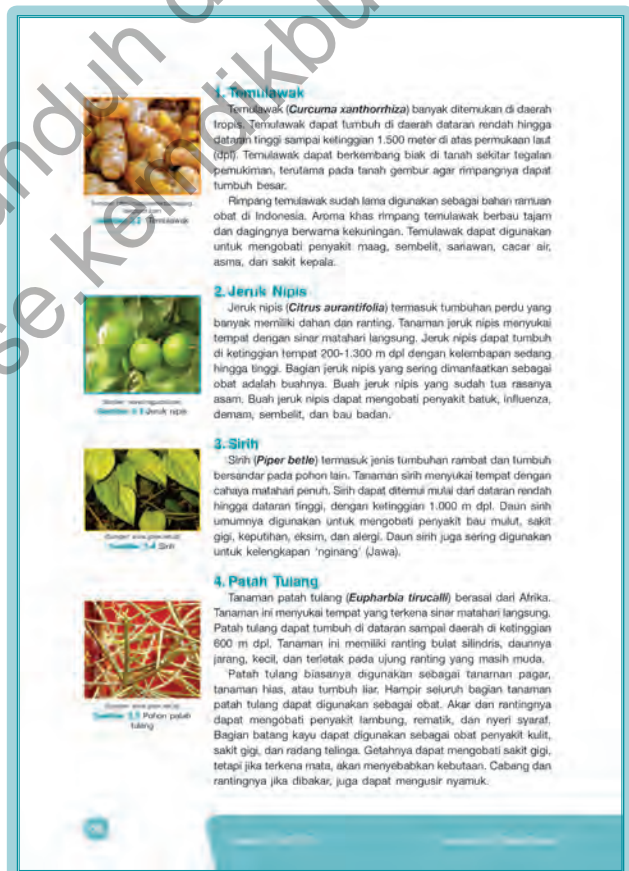 nduh d
se.kemdikbu
1. Temulawak
Temulawak (Curcuma xanthorrhiza) banyak ditemukan di daerah
tropis. Temulawak dapat tumbuh di daerah dataran rendah hingga
dataran tinggi sampai ketinggian 1.500 meter di atas permukaan laut
(dpl). Temulawak dapat berkembang biak di tanah sekitar tegalan
pemukiman, terutama pada tanah gembur agar rimpangnya dapat
tumbuh besar.
Rimpang temulawak sudah lama digunakan sebagai bahan ramuan
obat di Indonesia. Aroma khas rimpang temulawak berbau tajam
dan dagingnya berwarna kekuningan. Temulawak dapat digunakan
untuk mengobati penyakit maag, sembelit, sariawan, cacar air,
asma, dan sakit kepala.
Temulawak
2. Jeruk Nipis
Jeruk nipis (Citrus aurantifolia) termasuk tumbuhan perdu yang
banyak memiliki dahan dan ranting. Tanaman jeruk nipis menyukai
tempat dengan sinar matahari langsung. Jeruk nipis dapat tumbuh
di ketinggian tempat 200-1.300 m dpl dengan kelembapan sedang
hingga tinggi. Bagian jeruk nipis yang sering dimanfaatkan sebagai
obat adalah buahnya. Buah jeruk nipis yang sudah tua rasanya
asam. Buah jeruk nipis dapat mengobati penyakit batuk, influenza,
demam, sembelit, dan bau badan.
Jeruk nipis
3. Sirih
Sirih (Piper betle) termasuk jenis tumbuhan rambat dan tumbuh
bersandar pada pohon lain. Tanaman sirih menyukai tempat dengan
cahaya matahari penuh. Sirih dapat ditemui mulai dari dataran rendah
hingga dataran tinggi, dengan ketinggian 1.000 m dpl. Daun sirih
umumnya digunakan untuk mengobati penyakit bau mulut, sakit
gigi, keputihan, eksim, dan alergi. Daun sirih juga sering digunakan
untuk kelengkapan 'nginang' (Jawa).
Sirih
4. Patah Tulang
Tanaman patah tulang (Eupharbia tirucalli) berasal dari Afrika.
Tanaman ini menyukai tempat yang terkena sinar matahari langsung.
Patah tulang dapat tumbuh di dataran sampai daerah di ketinggian
600 m dpl. Tanaman ini memiliki ranting bulat silindris, daunnya
jarang, kecil, dan terletak pada ujung ranting yang masih muda.
Patah tulang biasanya digunakan sebagai tanaman pagar,
tanaman hias, atau tumbuh liar. Hampir seluruh bagian tanaman
patah tulang dapat digunakan sebagai obat. Akar dan rantingnya
dapat mengobati penyakit lambung, rematik, dan nyeri syaraf.
Bagian batang kayu dapat digunakan sebagai obat penyakit kulit,
sakit gigi, dan radang telinga. Getahnya dapat mengobati sakit gigi,
tetapi jika terkena mata, akan menyebabkan kebutaan. Cabang dan
rantingnya jika dibakar, juga dapat mengusir nyamuk.
Pohon patah
tulang